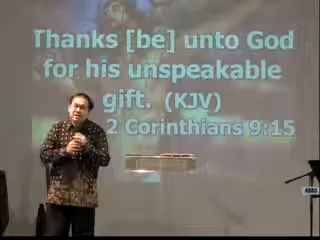 Thanks [be] unto God
for his unspeakable
gift. (KJV)
2 Corinthians 9:15